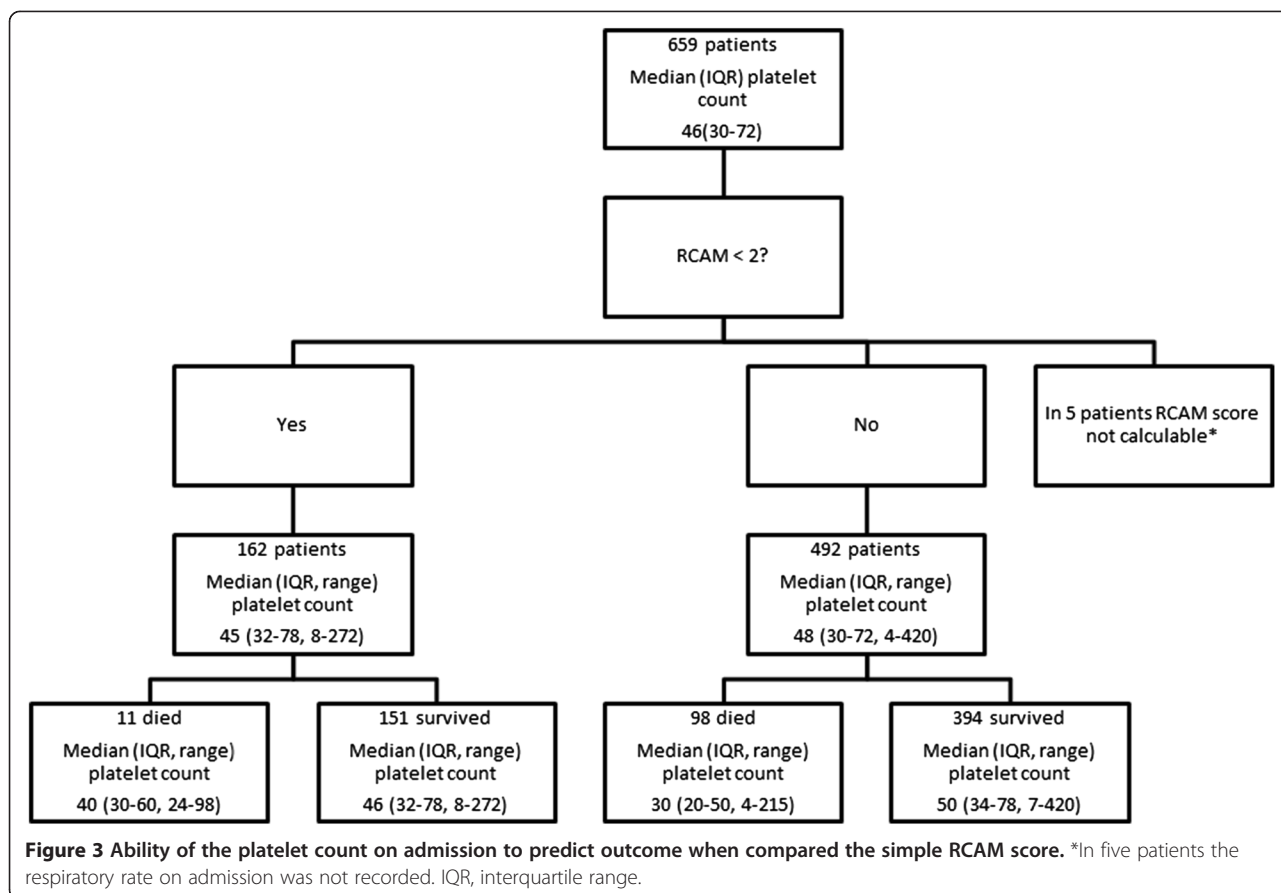 659 patients
Median (IQR) platelet
count
46(30-72)
RCAM < 2?
Yes
No
In 5 patients RCAM score
not calculable*
162 patients
Median (IQR, range)
platelet count
45 (32-78, 8-272)
492 patients
Median (IQR, range)
platelet count
48 (30-72, 4-420)
11 died
Median (IQR, range)
platelet count
40 (30-60, 24-98)
151 survived
Median (IQR, range)
platelet count
46 (32-78, 8-272)
98 died
Median (IQR, range)
platelet count
30 (20-50, 4-215)
394 survived
Median (IQR, range)
platelet count
50 (34-78, 7-420)
Figure 3 Ability of the platelet count on admission to predict outcome when compared the simple RCAM score. *In five patients the
respiratory rate on admission was not recorded. IQR, interquartile range.